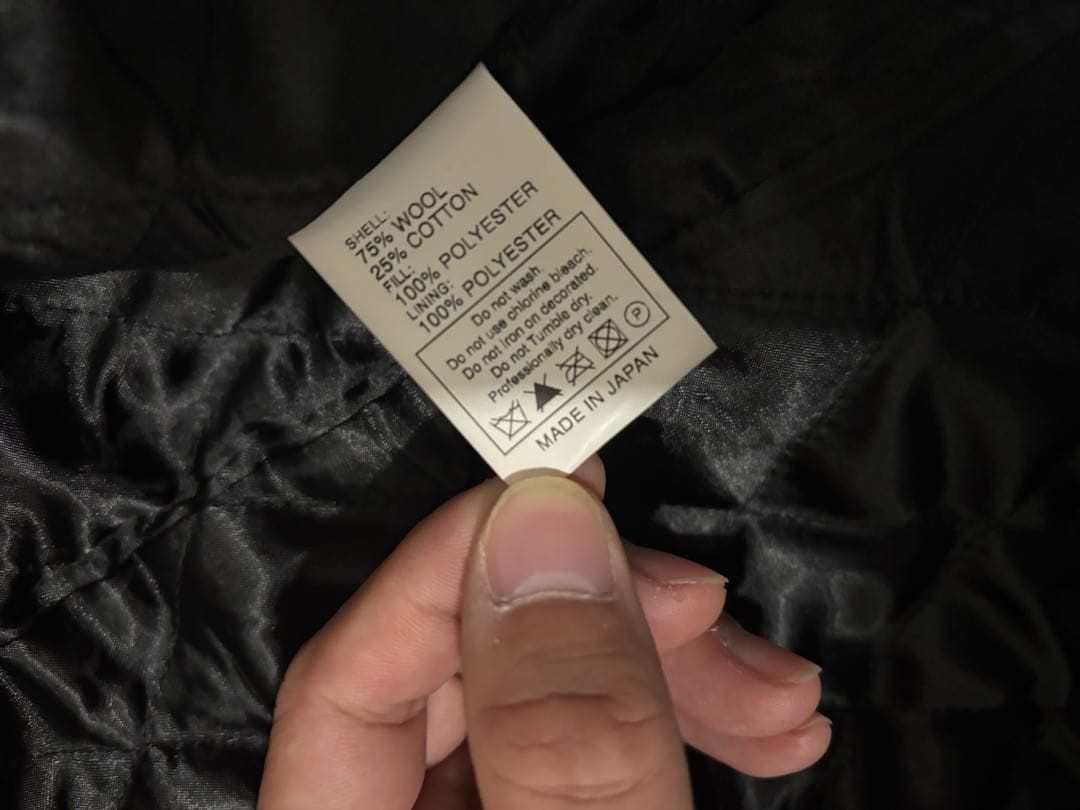 SHELL:
75% WOOL
25% COTTON
FILL:
100% POLYESTER
LINING:
100% POLYESTER
Do not wash.
Do not use chlorine bleach.
Do not iron on decorated.
Do not Tumble dry.
Professionally dry clean.
P
MADE IN JAPAN